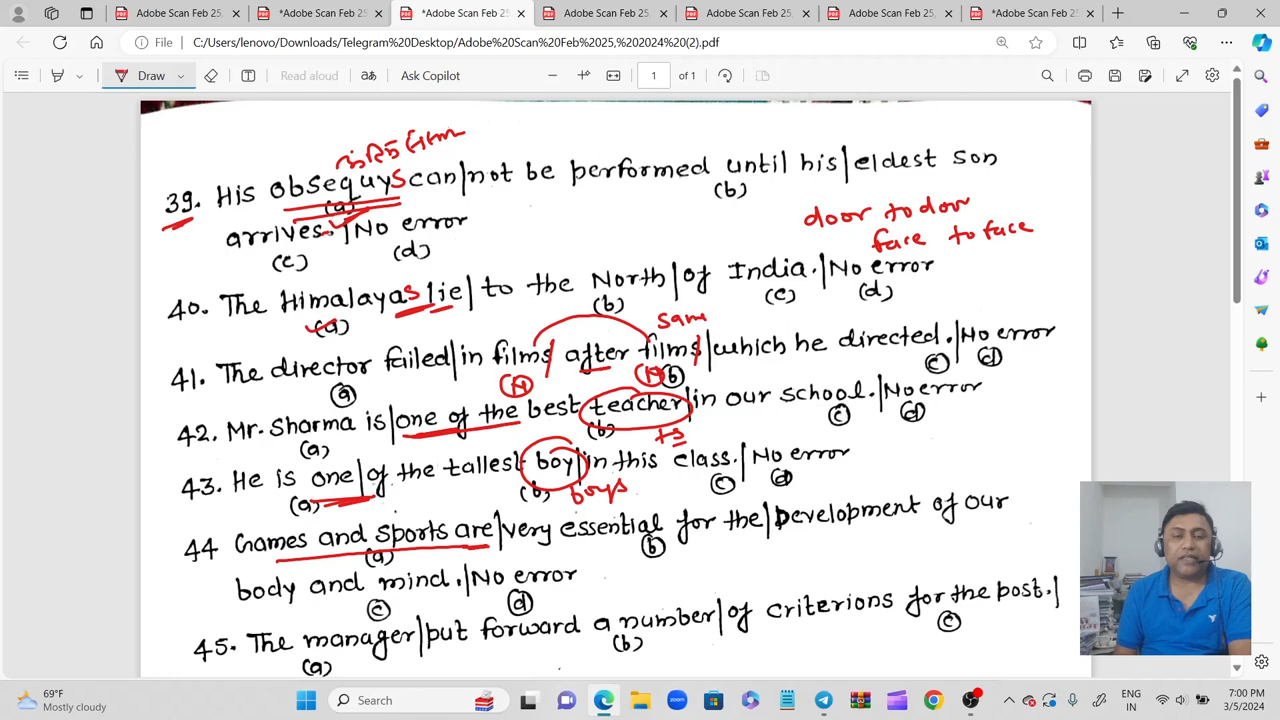 *Adobe Scan Feb 25,
*Adobe Scan Feb 25,
*Adobe Scan Feb 25,
Adobe Scan Feb 25,
Adobe Scan Feb 25,
Adobe Scan Feb 25,
*Adobe Scan Feb 25,
File
C:/Users/lenovo/Downloads/Telegram%20Desktop/Adobe%20Scan%20Feb%2025,%202024%20(2).pdf
Draw
Read aloud
Ask Copilot
1 of 1
39. His obsequys can|not be performed until his|eldest son
(a) (b)
arrives.|No error
(c) (d)
door to door
face to face
40. The Himalayas lie|to the North|of India.|No error
(a) (b) (c) (d)
same
41. The director failed|in films after films|which he directed.|No error
(a) (N) (N) (b) (c) (d)
42. Mr. Sharma is|one of the best teacher|in our school.|No error
(a) (b) ts (c) (d)
43. He is one|of the tallest boy|in this class.|No error
(a) (b) boys (c) (d)
44 Games and sports are|very essential for the|Development of our
(a) (b)
body and mind.|No error
(c) (d)
45. The manager|put forward a number|of criterions for the post.|
(a) (b) (c)
69°F
Mostly cloudy
Search
zoom
ENG
IN
7:00 PM
3/5/2024